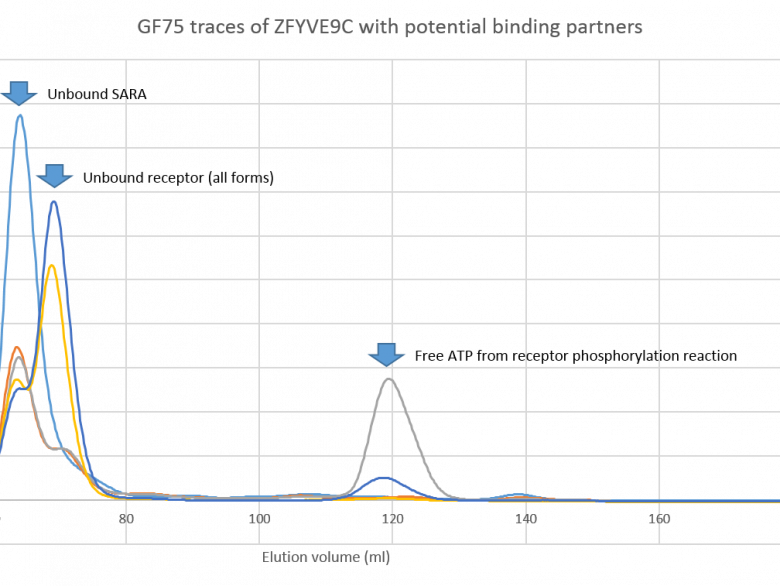 GF75 traces of ZFYVE9C with potential binding partners
Unbound SARA
Unbound receptor (all forms)
Free ATP from receptor phosphorylation reaction
80 100 120 140 160
Elution volume (ml)